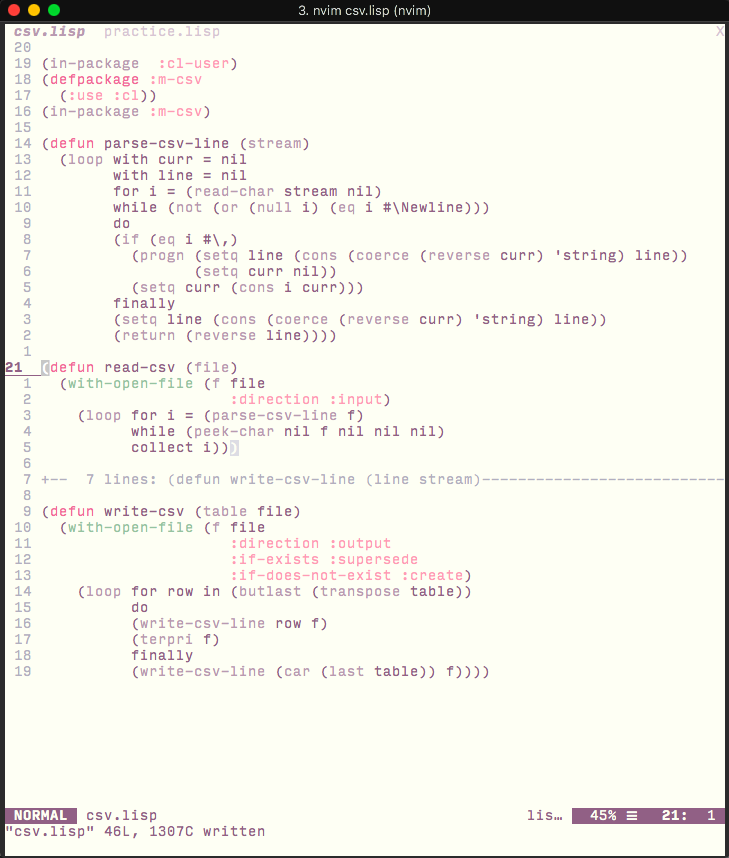 3. nvim csv.lisp (nvim)
csv.lisp  practice.lisp X
20
19 (in-package  :cl-user)
18 (defpackage :m-csv
17   (:use :cl))
16 (in-package :m-csv)
15
14 (defun parse-csv-line (stream)
13   (loop with curr = nil
12         with line = nil
11         for i = (read-char stream nil)
10         while (not (or (null i) (eq i #\Newline)))
9         do
8         (if (eq i #\,)
7           (progn (setq line (cons (coerce (reverse curr) 'string) line))
6                  (setq curr nil))
5           (setq curr (cons i curr)))
4         finally
3         (setq line (cons (coerce (reverse curr) 'string) line))
2         (return (reverse line))))
1
21  (defun read-csv (file)
1   (with-open-file (f file
2                      :direction :input)
3     (loop for i = (parse-csv-line f)
4           while (peek-char nil f nil nil nil)
5           collect i)))
6
7 +--  7 lines: (defun write-csv-line (line stream)---------------------------
8
9 (defun write-csv (table file)
10   (with-open-file (f file
11                      :direction :output
12                      :if-exists :supersede
13                      :if-does-not-exist :create)
14     (loop for row in (butlast (transpose table))
15           do
16           (write-csv-line row f)
17           (terpri f)
18           finally
19           (write-csv-line (car (last table)) f))))
NORMAL  csv.lisp lis… 45% ☰ 21:  1
"csv.lisp" 46L, 1307C written